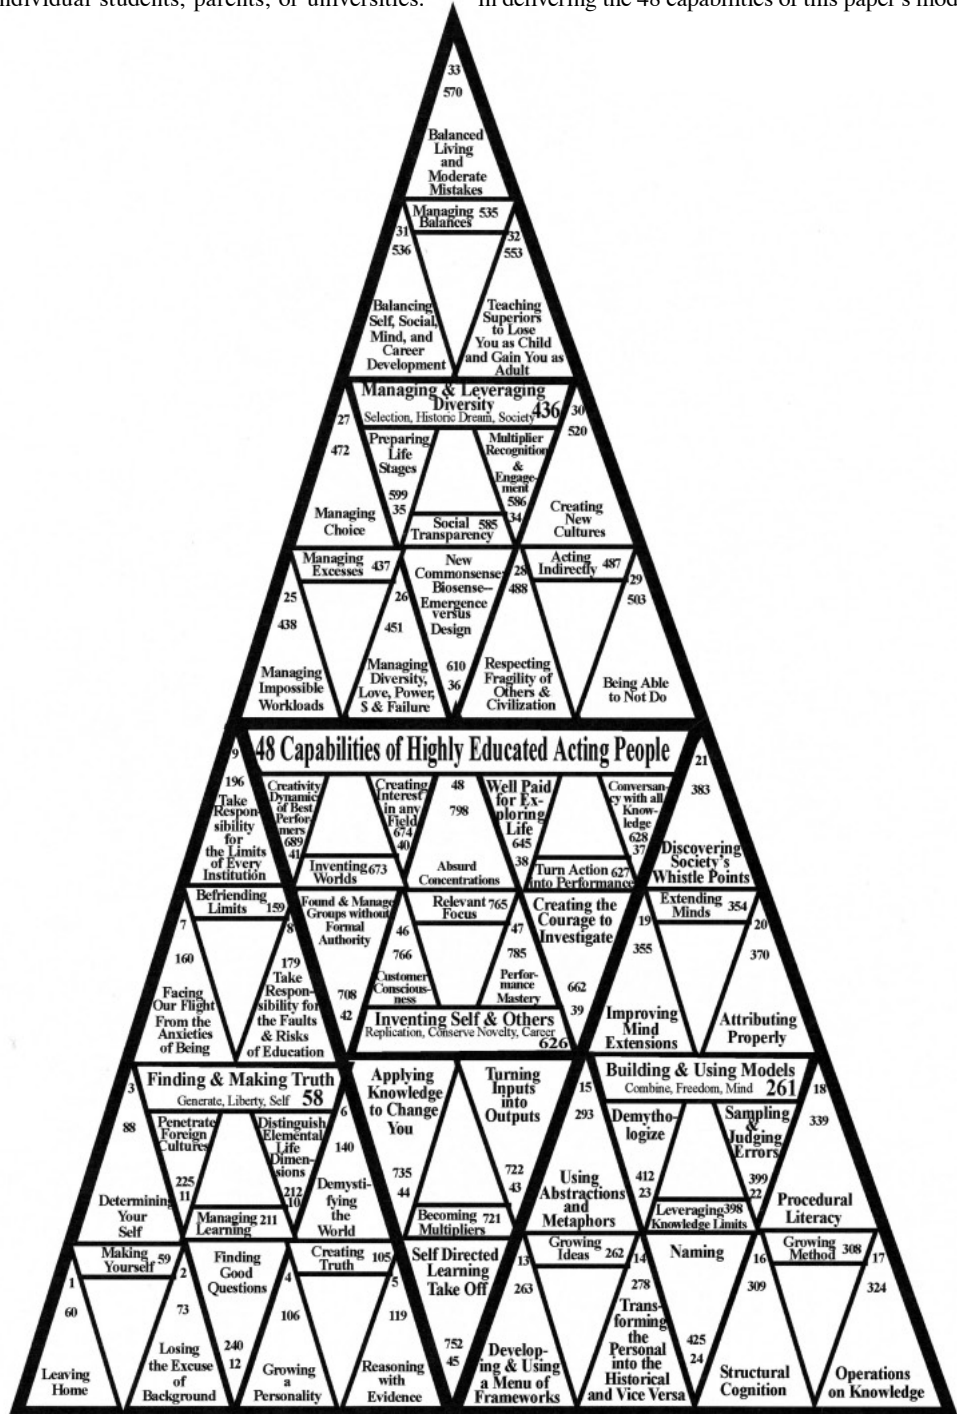 ndividual students, parents, or universities.
in delivering the 48 capabilities of this paper's mod
33
570
Balanced
Living
and
Moderate
Mistakes
Managing 535
Balances
31
536
32
553
Balancing
Self, Social,
Mind, and
Career
Development
Teaching
Superiors
to Lose
You as Child
and Gain You as
Adult
Managing & Leveraging
Diversity
Selection, Historic Dream, Society 436
27
472
Managing
Choice
Preparing
Life
Stages
599
35
Multiplier
Recognition
&
Engage-
ment
586
34
Social 585
Transparency
30
520
Creating
New
Cultures
Managing
Excesses 437
25
438
Managing
Impossible
Workloads
26
451
Managing
Diversity,
Love, Power,
$ & Failure
New
Commonsense:
Biosense--
Emergence
versus
Design
610
36
Acting
Indirectly 487
28
488
Respecting
Fragility of
Others &
Civilization
29
503
Being Able
to Not Do
48 Capabilities of Highly Educated Acting People
9
196
Take
Respon-
sibility
for
the Limits
of Every
Institution
Creativity
Dynamic
of Best
Perfor-
mers
689
41
Creating
Interest
in any
Field
674
40
Inventing
Worlds 673
48
798
Absurd
Concentrations
Well Paid
for Ex-
ploring
Life
645
38
Conversan-
cy with all
Know-
ledge
628
37
Turn Action 627
into Performance
21
383
Discovering
Society's
Whistle Points
Befriending
Limits 159
7
160
Facing
Our Flight
From the
Anxieties
of Being
8
179
Take
Respon-
sibility for
the Faults
& Risks
of Education
Found & Manage
Groups without
Formal
Authority
708
42
Relevant 765
Focus
46
766
Customer
Conscious-
ness
47
785
Perfor-
mance
Mastery
Creating the
Courage to
Investigate
662
39
Inventing Self & Others
Replication, Conserve Novelty, Career
626
Extending
Minds 354
19
355
Improving
Mind
Extensions
20
370
Attributing
Properly
Finding & Making Truth
Generate, Liberty, Self 58
3
88
Determining
Your
Self
Penetrate
Foreign
Cultures
225
11
Distinguish
Elemental
Life
Dimen-
sions
212
10
Managing 211
Learning
6
140
Demysti-
fying
the
World
Applying
Knowledge
to Change
You
735
44
Turning
Inputs
into
Outputs
722
43
Becoming 721
Multipliers
Building & Using Models
Combine, Freedom, Mind 261
15
293
Using
Abstractions
and
Metaphors
Demytho-
logize
412
23
Sampling
&
Judging
Errors
399
22
Leveraging 398
Knowledge Limits
18
339
Procedural
Literacy
Making
Yourself 59
1
60
Leaving
Home
2
73
Losing
the Excuse
of
Background
Finding
Good
Questions
240
12
Creating
Truth 105
4
106
Growing
a
Personality
5
119
Reasoning
with
Evidence
Self Directed
Learning
Take Off
752
45
Growing
Ideas 262
13
263
Develop-
ing & Using
a Menu of
Frameworks
14
278
Trans-
forming
the
Personal
into the
Historical
and Vice Versa
Naming
425
24
Growing
Method 308
16
309
Structural
Cognition
17
324
Operations
on Knowledge